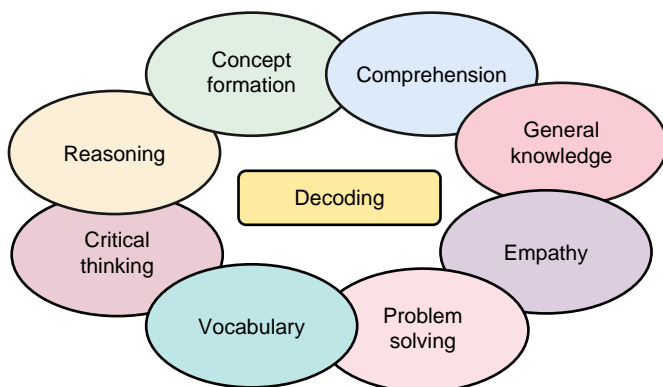 Concept
formation
Comprehension
General
knowledge
Reasoning
Decoding
Critical
thinking
Empathy
Vocabulary
Problem
solving